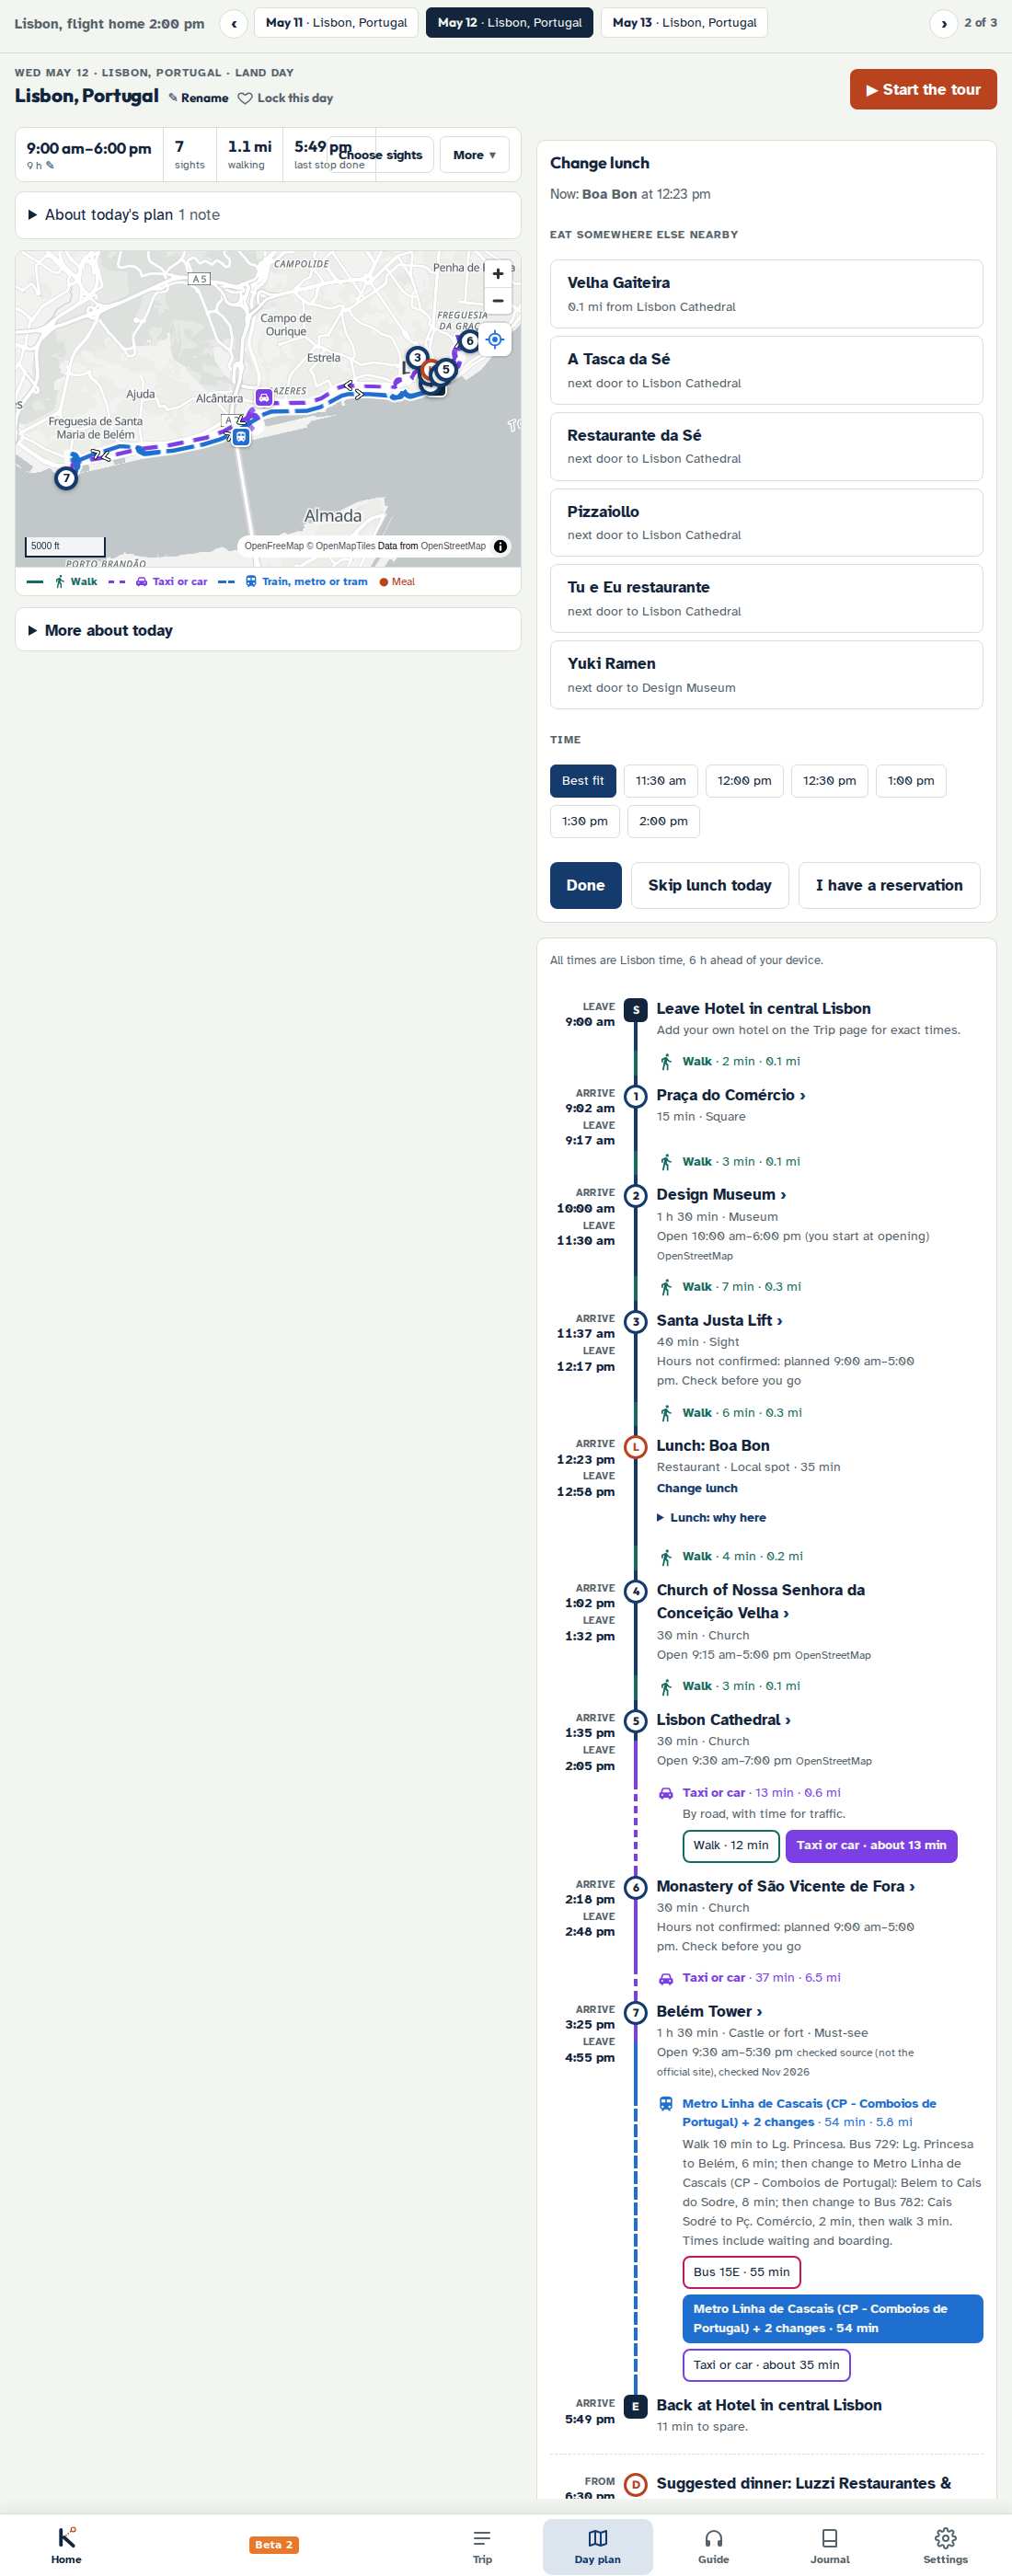 Lisbon, flight home 2:00 pm
‹
May 11 · Lisbon, Portugal
May 12 · Lisbon, Portugal
May 13 · Lisbon, Portugal
›
2 of 3
WED MAY 12 · LISBON, PORTUGAL · LAND DAY
Lisbon, Portugal
✎ Rename
Lock this day
▶ Start the tour
9:00 am–6:00 pm
9 h ✎
7
sights
1.1 mi
walking
5:49 pm
last stop done
Choose sights
More ▾
▶ About today's plan 1 note
CAMPOLIDE
A 5
Penha de
Campo de
Ourique
FREGUESIA
Estrela
Ajuda
Alcântara
Freguesia de Santa
Maria de Belém
Almada
PORTO BRANDÃO
+
−
3
5
6
7
5000 ft
OpenFreeMap © OpenMapTiles Data from OpenStreetMap
Walk
Taxi or car
Train, metro or tram
Meal
▶ More about today
Change lunch
Now: Boa Bon at 12:23 pm
EAT SOMEWHERE ELSE NEARBY
Velha Gaiteira
0.1 mi from Lisbon Cathedral
A Tasca da Sé
next door to Lisbon Cathedral
Restaurante da Sé
next door to Lisbon Cathedral
Pizzaiollo
next door to Lisbon Cathedral
Tu e Eu restaurante
next door to Lisbon Cathedral
Yuki Ramen
next door to Design Museum
TIME
Best fit
11:30 am
12:00 pm
12:30 pm
1:00 pm
1:30 pm
2:00 pm
Done
Skip lunch today
I have a reservation
All times are Lisbon time, 6 h ahead of your device.
LEAVE
9:00 am
S
Leave Hotel in central Lisbon
Add your own hotel on the Trip page for exact times.
Walk · 2 min · 0.1 mi
ARRIVE
9:02 am
LEAVE
9:17 am
1
Praça do Comércio ›
15 min · Square
Walk · 3 min · 0.1 mi
ARRIVE
10:00 am
LEAVE
11:30 am
2
Design Museum ›
1 h 30 min · Museum
Open 10:00 am–6:00 pm (you start at opening)
OpenStreetMap
Walk · 7 min · 0.3 mi
ARRIVE
11:37 am
LEAVE
12:17 pm
3
Santa Justa Lift ›
40 min · Sight
Hours not confirmed: planned 9:00 am–5:00
pm. Check before you go
Walk · 6 min · 0.3 mi
ARRIVE
12:23 pm
LEAVE
12:58 pm
L
Lunch: Boa Bon
Restaurant · Local spot · 35 min
Change lunch
▶ Lunch: why here
Walk · 4 min · 0.2 mi
ARRIVE
1:02 pm
LEAVE
1:32 pm
4
Church of Nossa Senhora da
Conceição Velha ›
30 min · Church
Open 9:15 am–5:00 pm OpenStreetMap
Walk · 3 min · 0.1 mi
ARRIVE
1:35 pm
LEAVE
2:05 pm
5
Lisbon Cathedral ›
30 min · Church
Open 9:30 am–7:00 pm OpenStreetMap
Taxi or car · 13 min · 0.6 mi
By road, with time for traffic.
Walk · 12 min
Taxi or car · about 13 min
ARRIVE
2:18 pm
LEAVE
2:48 pm
6
Monastery of São Vicente de Fora ›
30 min · Church
Hours not confirmed: planned 9:00 am–5:00
pm. Check before you go
Taxi or car · 37 min · 6.5 mi
ARRIVE
3:25 pm
LEAVE
4:55 pm
7
Belém Tower ›
1 h 30 min · Castle or fort · Must-see
Open 9:30 am–5:30 pm checked source (not the
official site), checked Nov 2026
Metro Linha de Cascais (CP - Comboios de
Portugal) + 2 changes · 54 min · 5.8 mi
Walk 10 min to Lg. Princesa. Bus 729: Lg. Princesa
to Belém, 6 min; then change to Metro Linha de
Cascais (CP - Comboios de Portugal): Belem to Cais
do Sodre, 8 min; then change to Bus 782: Cais
Sodré to Pç. Comércio, 2 min, then walk 3 min.
Times include waiting and boarding.
Bus 15E · 55 min
Metro Linha de Cascais (CP - Comboios de
Portugal) + 2 changes · 54 min
Taxi or car · about 35 min
ARRIVE
5:49 pm
E
Back at Hotel in central Lisbon
11 min to spare.
FROM
6:30 pm
D
Suggested dinner: Luzzi Restaurantes &
Home
Beta 2
Trip
Day plan
Guide
Journal
Settings